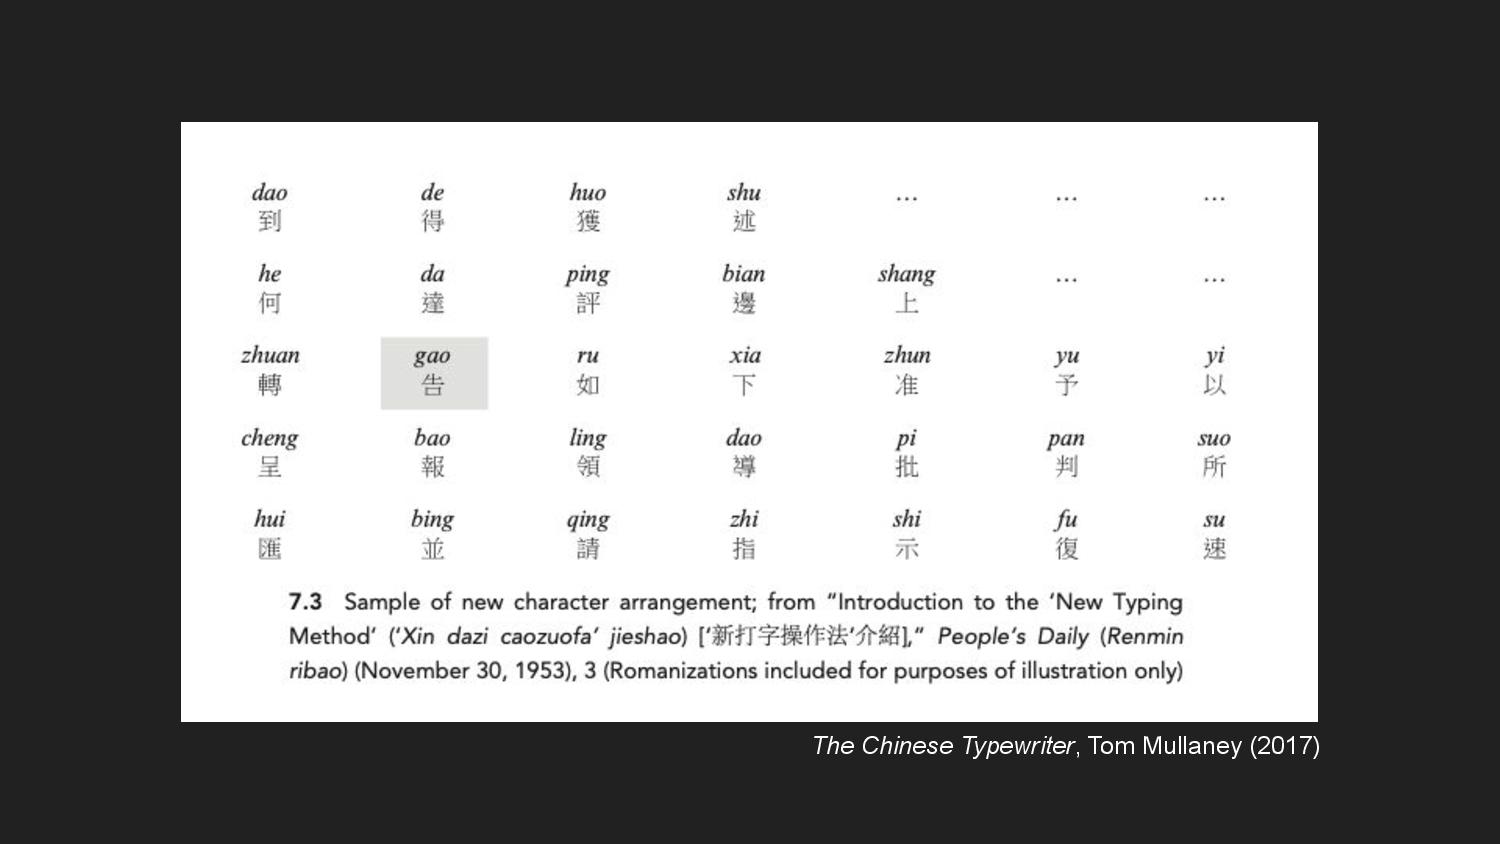 dao de huo shu … … …
到 得 獲 述
he da ping bian shang … …
何 達 評 邊 上
zhuan gao ru xia zhun yu yi
轉 告 如 下 准 予 以
cheng bao ling dao pi pan suo
呈 報 領 導 批 判 所
hui bing qing zhi shi fu su
匯 並 請 指 示 復 速
7.3 Sample of new character arrangement; from “Introduction to the ‘New Typing
Method’ (‘Xin dazi caozuofa’ jieshao) [‘新打字操作法’介紹],“ People’s Daily (Renmin
ribao) (November 30, 1953), 3 (Romanizations included for purposes of illustration only)
The Chinese Typewriter, Tom Mullaney (2017)